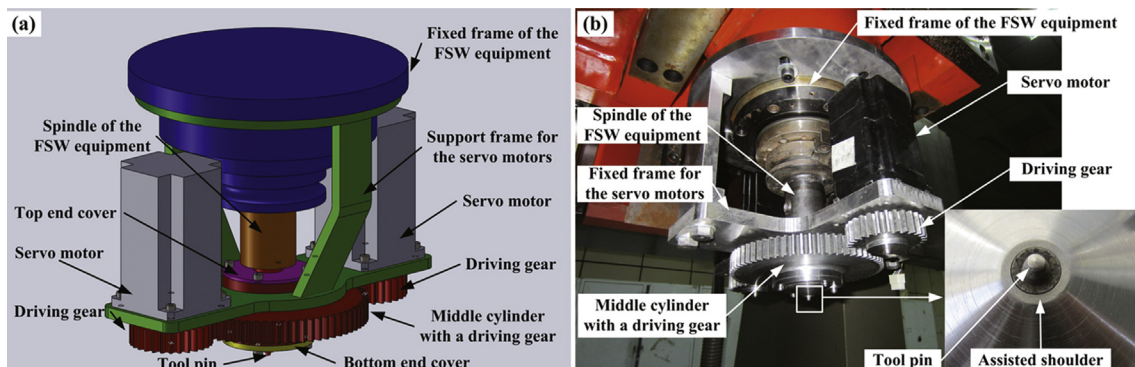 (a)
Fixed frame of the
FSW equipment
Spindle of the
FSW equipment
Support frame for
the servo motors
Top end cover
Servo motor
Servo motor
Driving gear
Driving gear
Middle cylinder
with a driving gear
Tool pin
Bottom end cover
(b)
Fixed frame of the FSW equipment
Servo motor
Spindle of the
FSW equipment
Driving gear
Fixed frame for
the servo motors
Middle cylinder
with a driving gear
Tool pin
Assisted shoulder